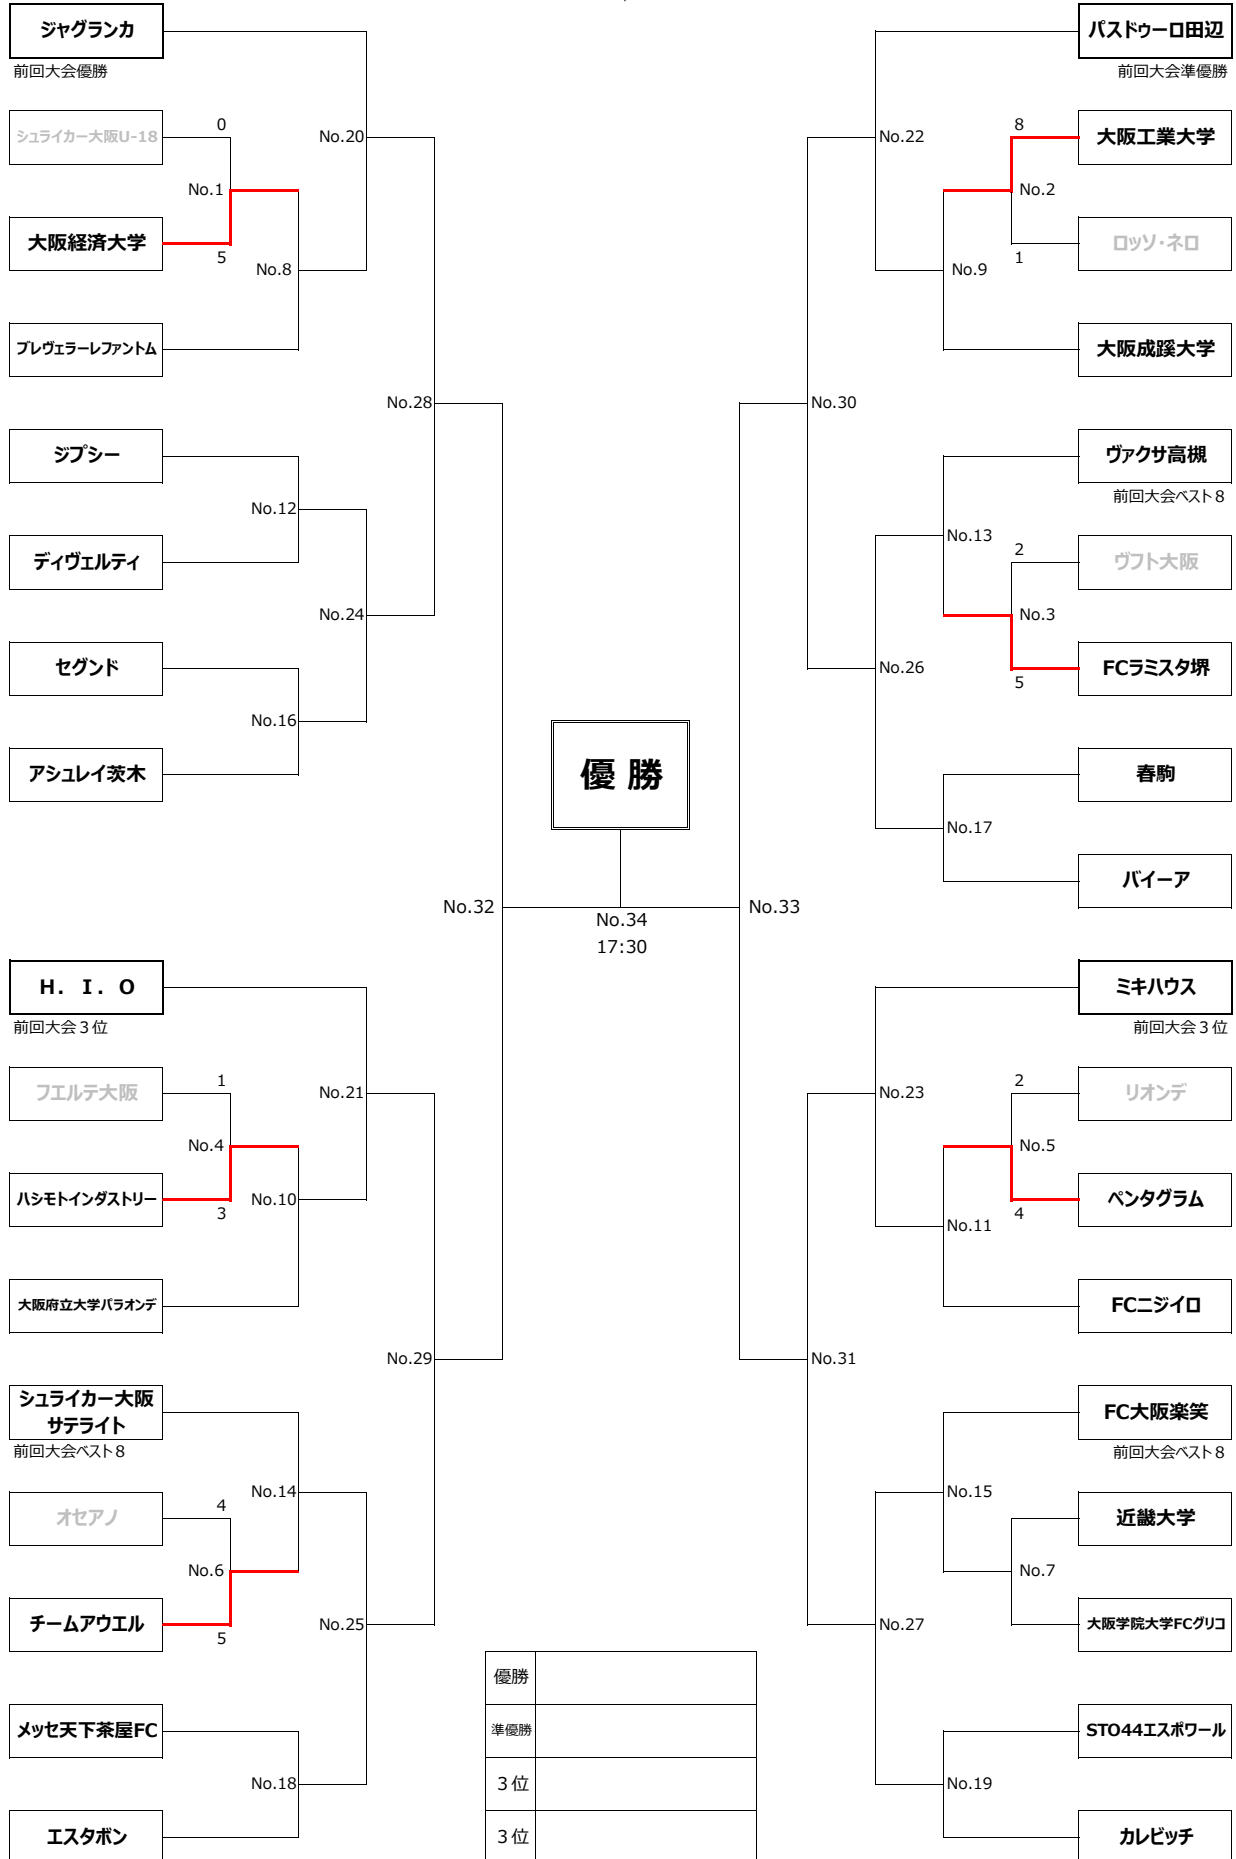 ジャグランカ
前回大会優勝
シュライカー大阪U-18
0
No.1
大阪経済大学
5
No.20
No.8
ブレヴェラーレファントム
No.28
ジプシー
No.12
ディヴェルティ
No.24
セグンド
No.16
アシュレイ茨木
No.32
H．I．O
前回大会３位
フエルテ大阪
1
No.4
ハシモトインダストリー
3
No.21
No.10
大阪府立大学パラオンデ
No.29
シュライカー大阪
サテライト
前回大会ベスト８
No.14
オセアノ
4
No.6
チームアウエル
5
No.25
メッセ天下茶屋FC
No.18
エスタボン
優 勝
No.34
17:30
優勝
準優勝
３位
３位
パスドゥーロ田辺
前回大会準優勝
No.22
8
大阪工業大学
No.2
ロッソ・ネロ
1
No.9
大阪成蹊大学
No.30
ヴァクサ高槻
前回大会ベスト８
No.13
2
ヴフト大阪
No.3
FCラミスタ堺
5
No.26
春駒
No.17
バイーア
No.33
ミキハウス
前回大会３位
No.23
2
リオンデ
No.5
ペンタグラム
4
No.11
FCニジイロ
No.31
FC大阪楽笑
前回大会ベスト８
No.15
近畿大学
No.7
大阪学院大学FCグリコ
No.27
STO44エスポワール
No.19
カレビッチ